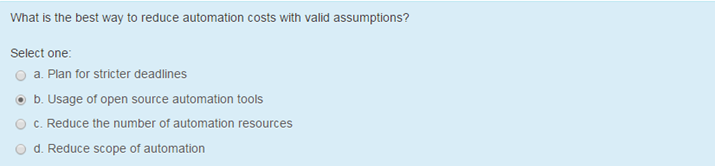 What is the best way to reduce automation costs with valid assumptions?
Select one:
a. Plan for stricter deadlines
b. Usage of open source automation tools
c. Reduce the number of automation resources
d. Reduce scope of automation